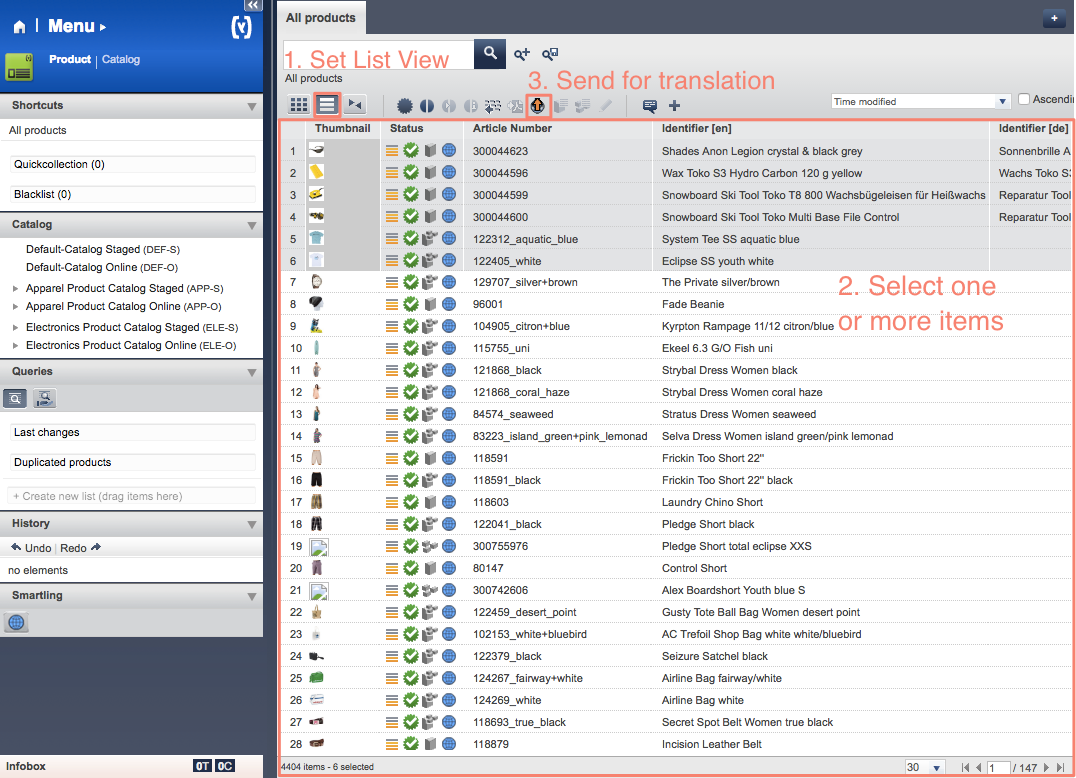 Menu
Product | Catalog
Shortcuts
All products
Quickcollection (0)
Blacklist (0)
Catalog
Default-Catalog Staged (DEF-S)
Default-Catalog Online (DEF-O)
Apparel Product Catalog Staged (APP-S)
Apparel Product Catalog Online (APP-O)
Electronics Product Catalog Staged (ELE-S)
Electronics Product Catalog Online (ELE-O)
Queries
Last changes
Duplicated products
+ Create new list (drag items here)
History
Undo | Redo
no elements
Smartling
Infobox 0T 0C
All products
1. Set List View
All products
3. Send for translation
Time modified Ascendin
Thumbnail Status Article Number Identifier [en] Identifier [de]
1 300044623 Shades Anon Legion crystal & black grey Sonnenbrille A
2 300044596 Wax Toko S3 Hydro Carbon 120 g yellow Wachs Toko S3
3 300044599 Snowboard Ski Tool Toko T8 800 Wachsbügeleisen für Heißwachs Reparatur Tool
4 300044600 Snowboard Ski Tool Toko Multi Base File Control Reparatur Tool
5 122312_aquatic_blue System Tee SS aquatic blue
6 122405_white Eclipse SS youth white
7 129707_silver+brown The Private silver/brown
8 96001 Fade Beanie
9 104905_citron+blue Kyrpton Rampage 11/12 citron/blue
2. Select one
or more items
10 115755_uni Ekeel 6.3 G/O Fish uni
11 121868_black Strybal Dress Women black
12 121868_coral_haze Strybal Dress Women coral haze
13 84574_seaweed Stratus Dress Women seaweed
14 83223_island_green+pink_lemonad Selva Dress Women island green/pink lemonad
15 118591 Frickin Too Short 22"
16 118591_black Frickin Too Short 22" black
17 118603 Laundry Chino Short
18 122041_black Pledge Short black
19 300755976 Pledge Short total eclipse XXS
20 80147 Control Short
21 300742606 Alex Boardshort Youth blue S
22 122459_desert_point Gusty Tote Ball Bag Women desert point
23 102153_white+bluebird AC Trefoil Shop Bag white white/bluebird
24 122379_black Seizure Satchel black
25 124267_fairway+white Airline Bag fairway/white
26 124269_white Airline Bag white
27 118693_true_black Secret Spot Belt Women true black
28 118879 Incision Leather Belt
4404 items - 6 selected 30 1 / 147